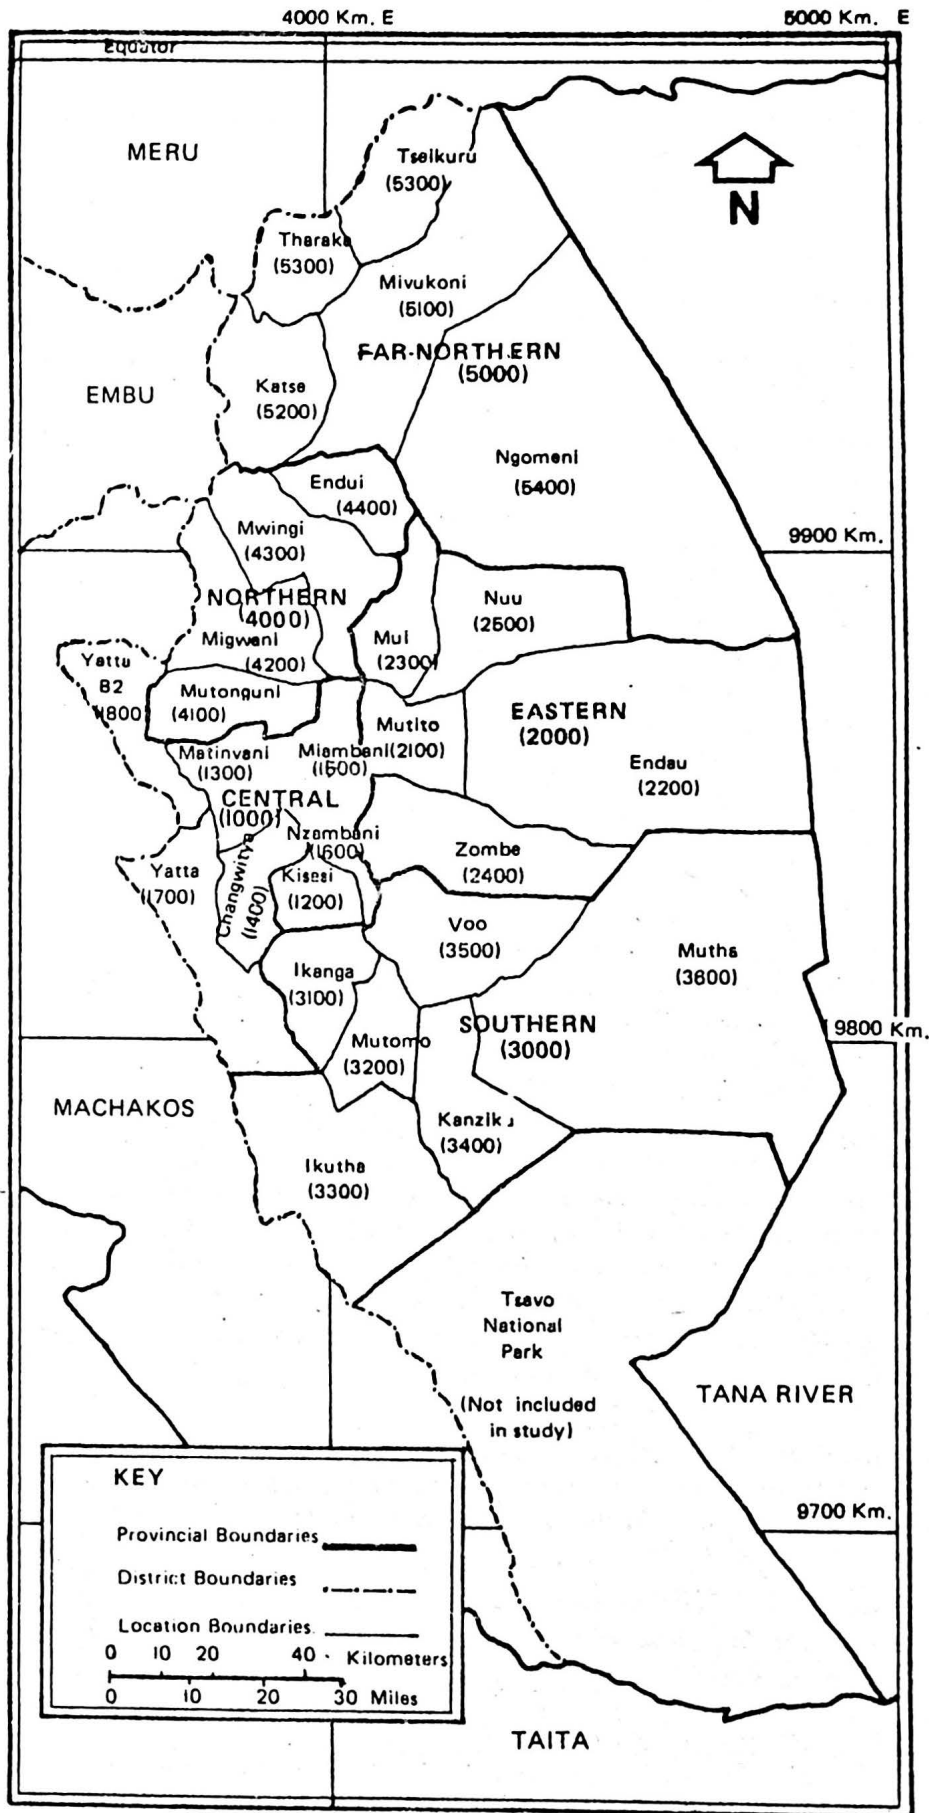 4000 Km. E
5000 Km. E
Equator
MERU
Tseikuru
(5300)
N
Tharaka
(5300)
Mivukoni
(5100)
FAR-NORTHERN
(5000)
EMBU
Katse
(5200)
Ngomeni
(5400)
Endui
(4400)
Mwingi
(4300)
9900 Km.
NORTHERN
(4000)
Nuu
(2500)
Migwani
(4200)
Mui
(2300)
Yatta
B2
(1800)
Mutonguni
(4100)
EASTERN
(2000)
Mutito
(2100)
Matinyani
(1300)
Miambani
(1500)
Endau
(2200)
CENTRAL
(1000)
Nzambani
(1600)
Zombe
(2400)
Yatta
(1700)
Changwitya
(1400)
Kisesi
(1200)
Voo
(3500)
Mutha
(3600)
Ikanga
(3100)
SOUTHERN
(3000)
9800 Km.
Mutomo
(3200)
MACHAKOS
Kanziku
(3400)
Ikutha
(3300)
Tsavo
National
Park
(Not included
in study)
TANA RIVER
KEY
Provincial Boundaries
District Boundaries
Location Boundaries.
0 10 20 40 Kilometers
0 10 20 30 Miles
9700 Km.
TAITA